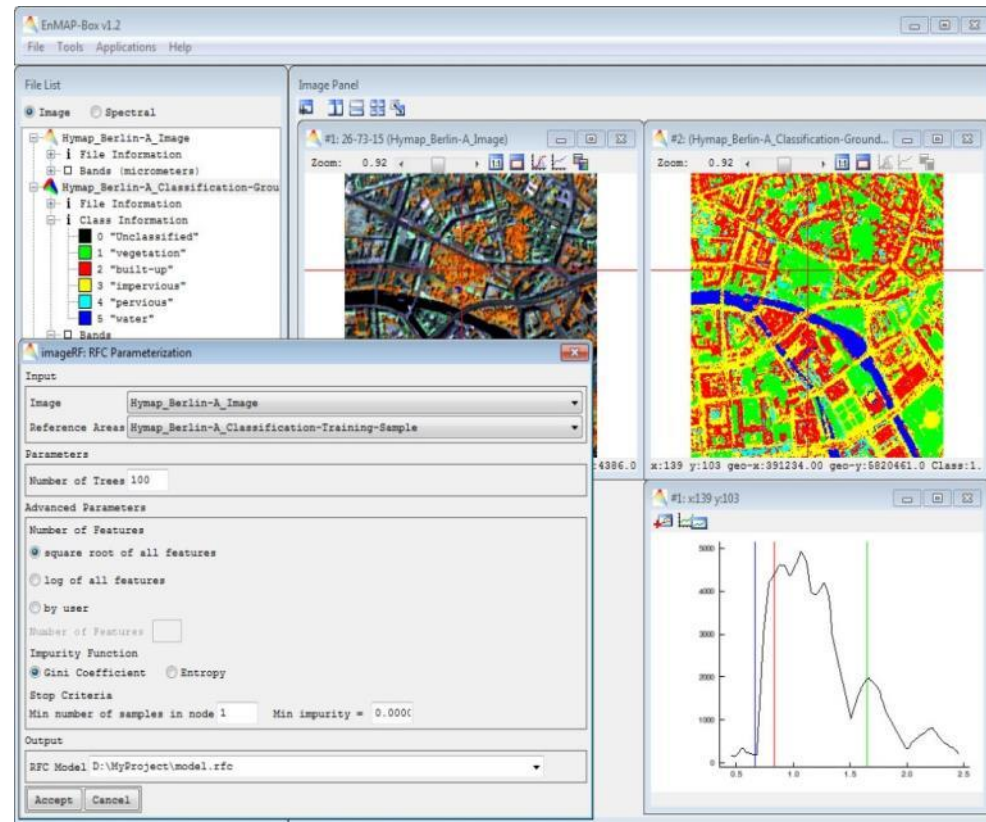 EnMAP-Box v1.2
File Tools Applications Help
File List
Image Spectral
Hymap_Berlin-A_Image
i File Information
Bands (micrometers)
Hymap_Berlin-A_Classification-Grou
i File Information
i Class Information
0 "Unclassified"
1 "vegetation"
2 "built-up"
3 "impervious"
4 "pervious"
5 "water"
Bands
Image Panel
#1: 26-73-15 (Hymap_Berlin-A_Image)
Zoom: 0.92
1:1
:4386.0
#2: (Hymap_Berlin-A_Classification-Ground...
Zoom: 0.92
1:1
x:139 y:103 geo-x:391234.00 geo-y:5820461.0 Class:1.
imageRF: RFC Parameterization
Input
Image Hymap_Berlin-A_Image
Reference Areas Hymap_Berlin-A_Classification-Training-Sample
Parameters
Number of Trees 100
Advanced Parameters
Number of Features
square root of all features
log of all features
by user
Number of Features
Impurity Function
Gini Coefficient Entropy
Stop Criteria
Min number of samples in node 1 Min impurity = 0.000
Output
RFC Model D:\MyProject\model.rfc
Accept Cancel
#1: x:139 y:103
5000
4000
3000
2000
1000
0
0.5 1.0 1.5 2.0 2.5